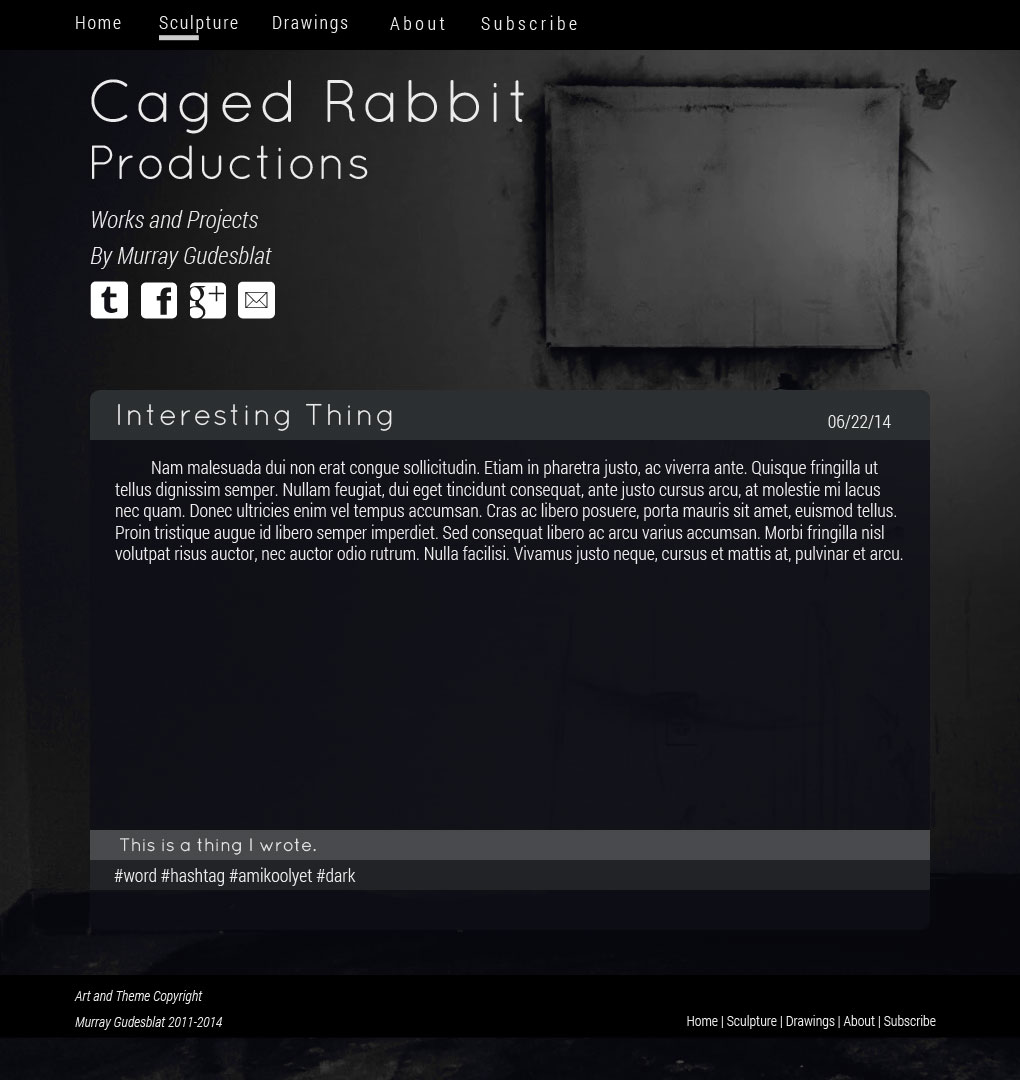 Home Sculpture Drawings About Subscribe
Caged Rabbit
Productions
Works and Projects
By Murray Gudesblat
t f g+
Interesting Thing 06/22/14
Nam malesuada dui non erat congue sollicitudin. Etiam in pharetra justo, ac viverra ante. Quisque fringilla ut
tellus dignissim semper. Nullam feugiat, dui eget tincidunt consequat, ante justo cursus arcu, at molestie mi lacus
nec quam. Donec ultricies enim vel tempus accumsan. Cras ac libero posuere, porta mauris sit amet, euismod tellus.
Proin tristique augue id libero semper imperdiet. Sed consequat libero ac arcu varius accumsan. Morbi fringilla nisl
volutpat risus auctor, nec auctor odio rutrum. Nulla facilisi. Vivamus justo neque, cursus et mattis at, pulvinar et arcu.
This is a thing I wrote.
#word #hashtag #amikoolyet #dark
Art and Theme Copyright
Murray Gudesblat 2011-2014
Home | Sculpture | Drawings | About | Subscribe